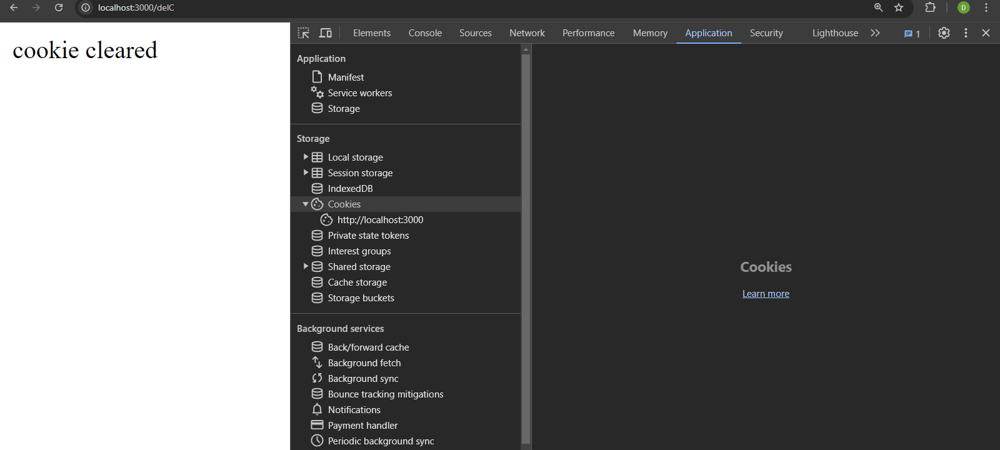 localhost:3000/delC
D
cookie cleared
Elements Console Sources Network Performance Memory Application Security Lighthouse 1
Application
Manifest
Service workers
Storage
Storage
Local storage
Session storage
IndexedDB
Cookies
http://localhost:3000
Private state tokens
Interest groups
Shared storage
Cache storage
Storage buckets
Background services
Back/forward cache
Background fetch
Background sync
Bounce tracking mitigations
Notifications
Payment handler
Periodic background sync
Cookies
Learn more